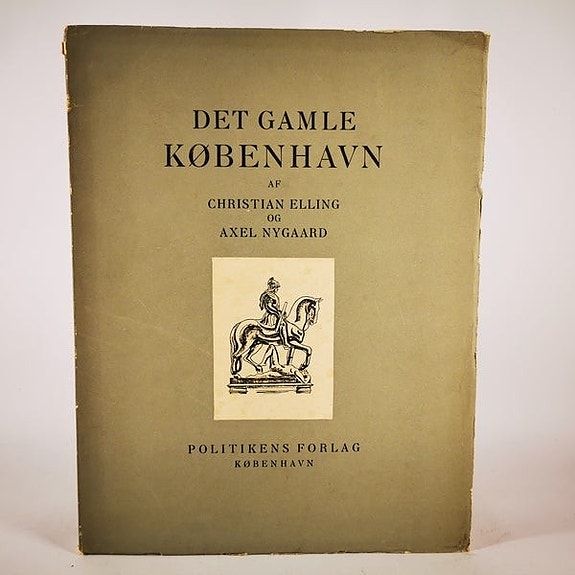 DET GAMLE
KØBENHAVN
AF
CHRISTIAN ELLING
OG
AXEL NYGAARD
POLITIKENS FORLAG
KØBENHAVN